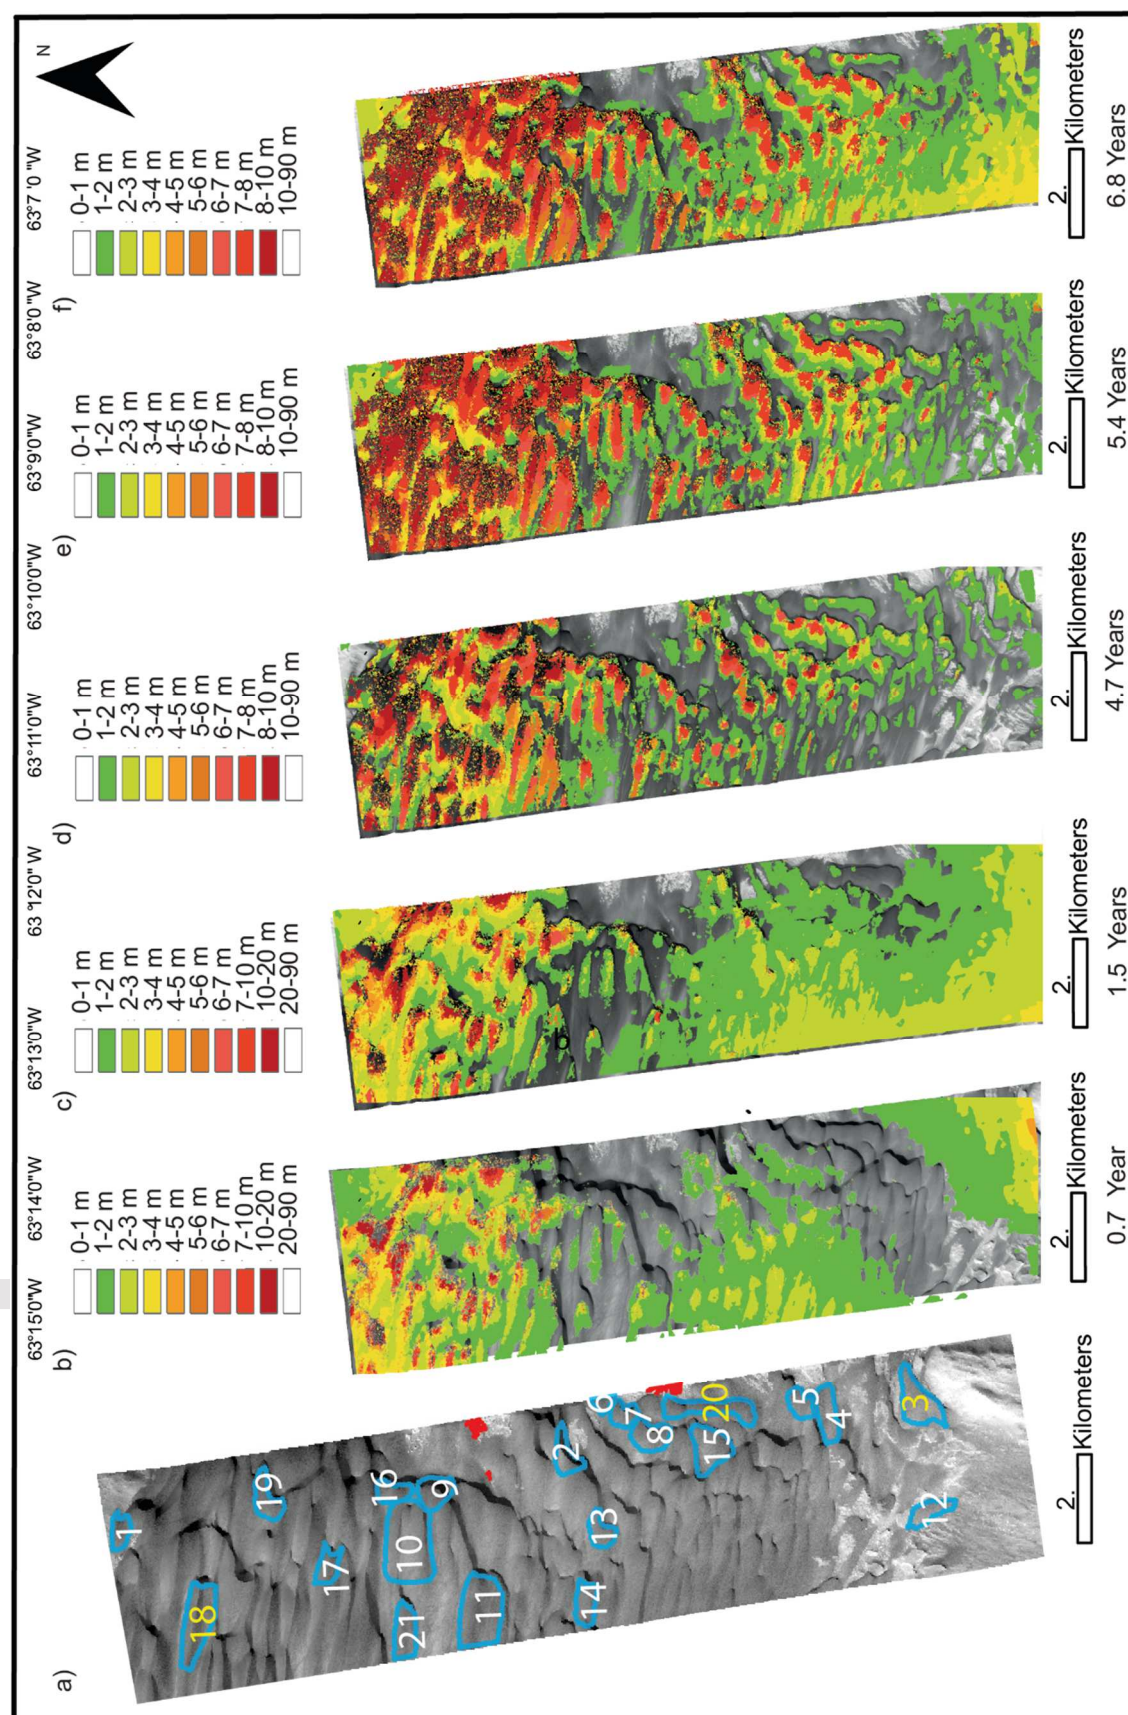 63°15'0"W
63°14'0"W
63°13'0"W
63°12'0" W
63°11'0"W
63°10'0"W
63°9'0"W
63°8'0"W
63°7' 0 "W
N
a)
1
18
19
17
16
9
10
21
11
2
13
14
6
7
8
20
15
5
4
3
12
2.
Kilometers
b)
0-1 m
1-2 m
2-3 m
3-4 m
4-5 m
5-6 m
6-7 m
7-10 m
10-20 m
20-90 m
2.
Kilometers
0.7 Year
c)
0-1 m
1-2 m
2-3 m
3-4 m
4-5 m
5-6 m
6-7 m
7-10 m
10-20 m
20-90 m
b
2.
Kilometers
1.5 Years
d)
0-1 m
1-2 m
2-3 m
3-4 m
4-5 m
5-6 m
6-7 m
7-8 m
8-10 m
10-90 m
2.
Kilometers
4.7 Years
e)
0-1 m
1-2 m
2-3 m
3-4 m
4-5 m
5-6 m
6-7 m
7-8 m
8-10 m
10-90 m
2.
Kilometers
5.4 Years
f)
0-1 m
1-2 m
2-3 m
3-4 m
4-5 m
5-6 m
6-7 m
7-8 m
8-10 m
10-90 m
2.
Kilometers
6.8 Years